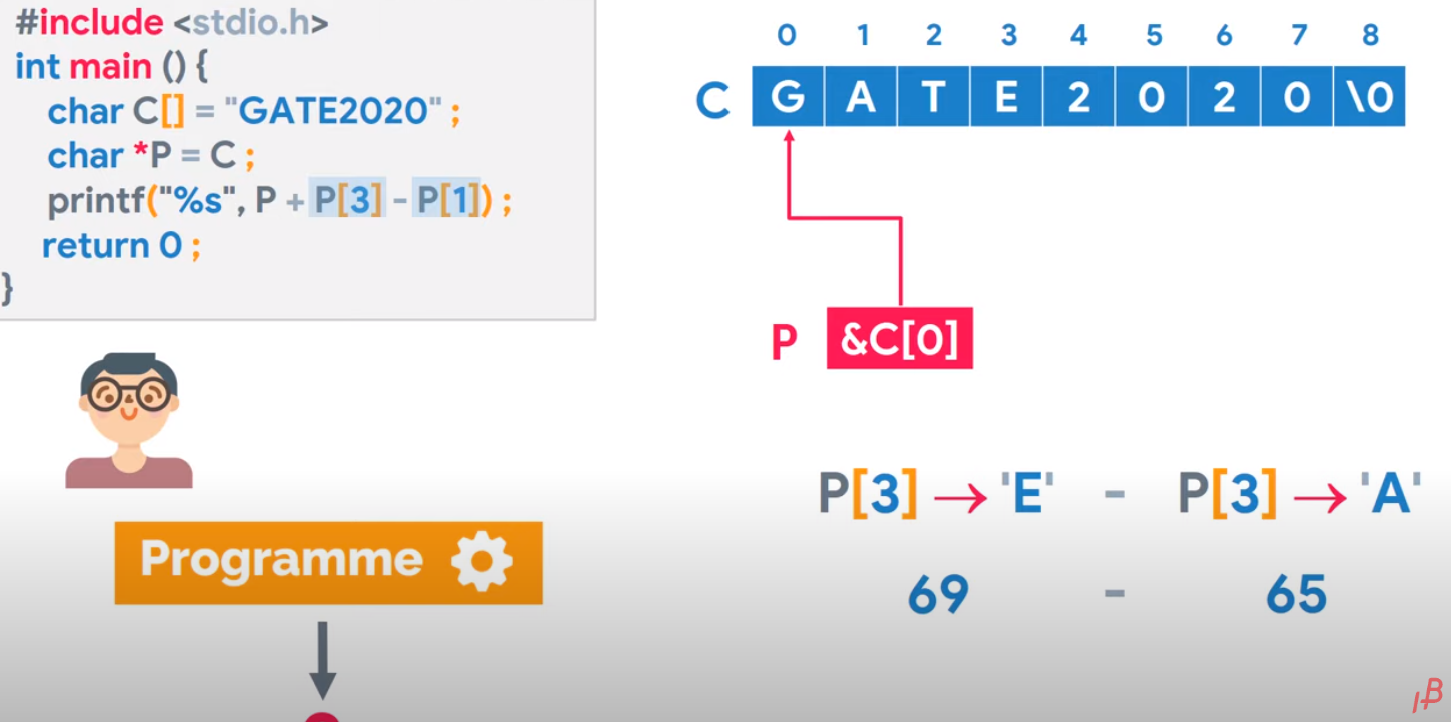 #include <stdio.h>
int main () {
char C[] = "GATE2020" ;
char *P = C ;
printf("%s", P + P[3] - P[1]) ;
return 0 ;
}
0 1 2 3 4 5 6 7 8
C G A T E 2 0 2 0 \0
P &C[0]
P[3] → 'E' - P[3] → 'A'
69 - 65
Programme